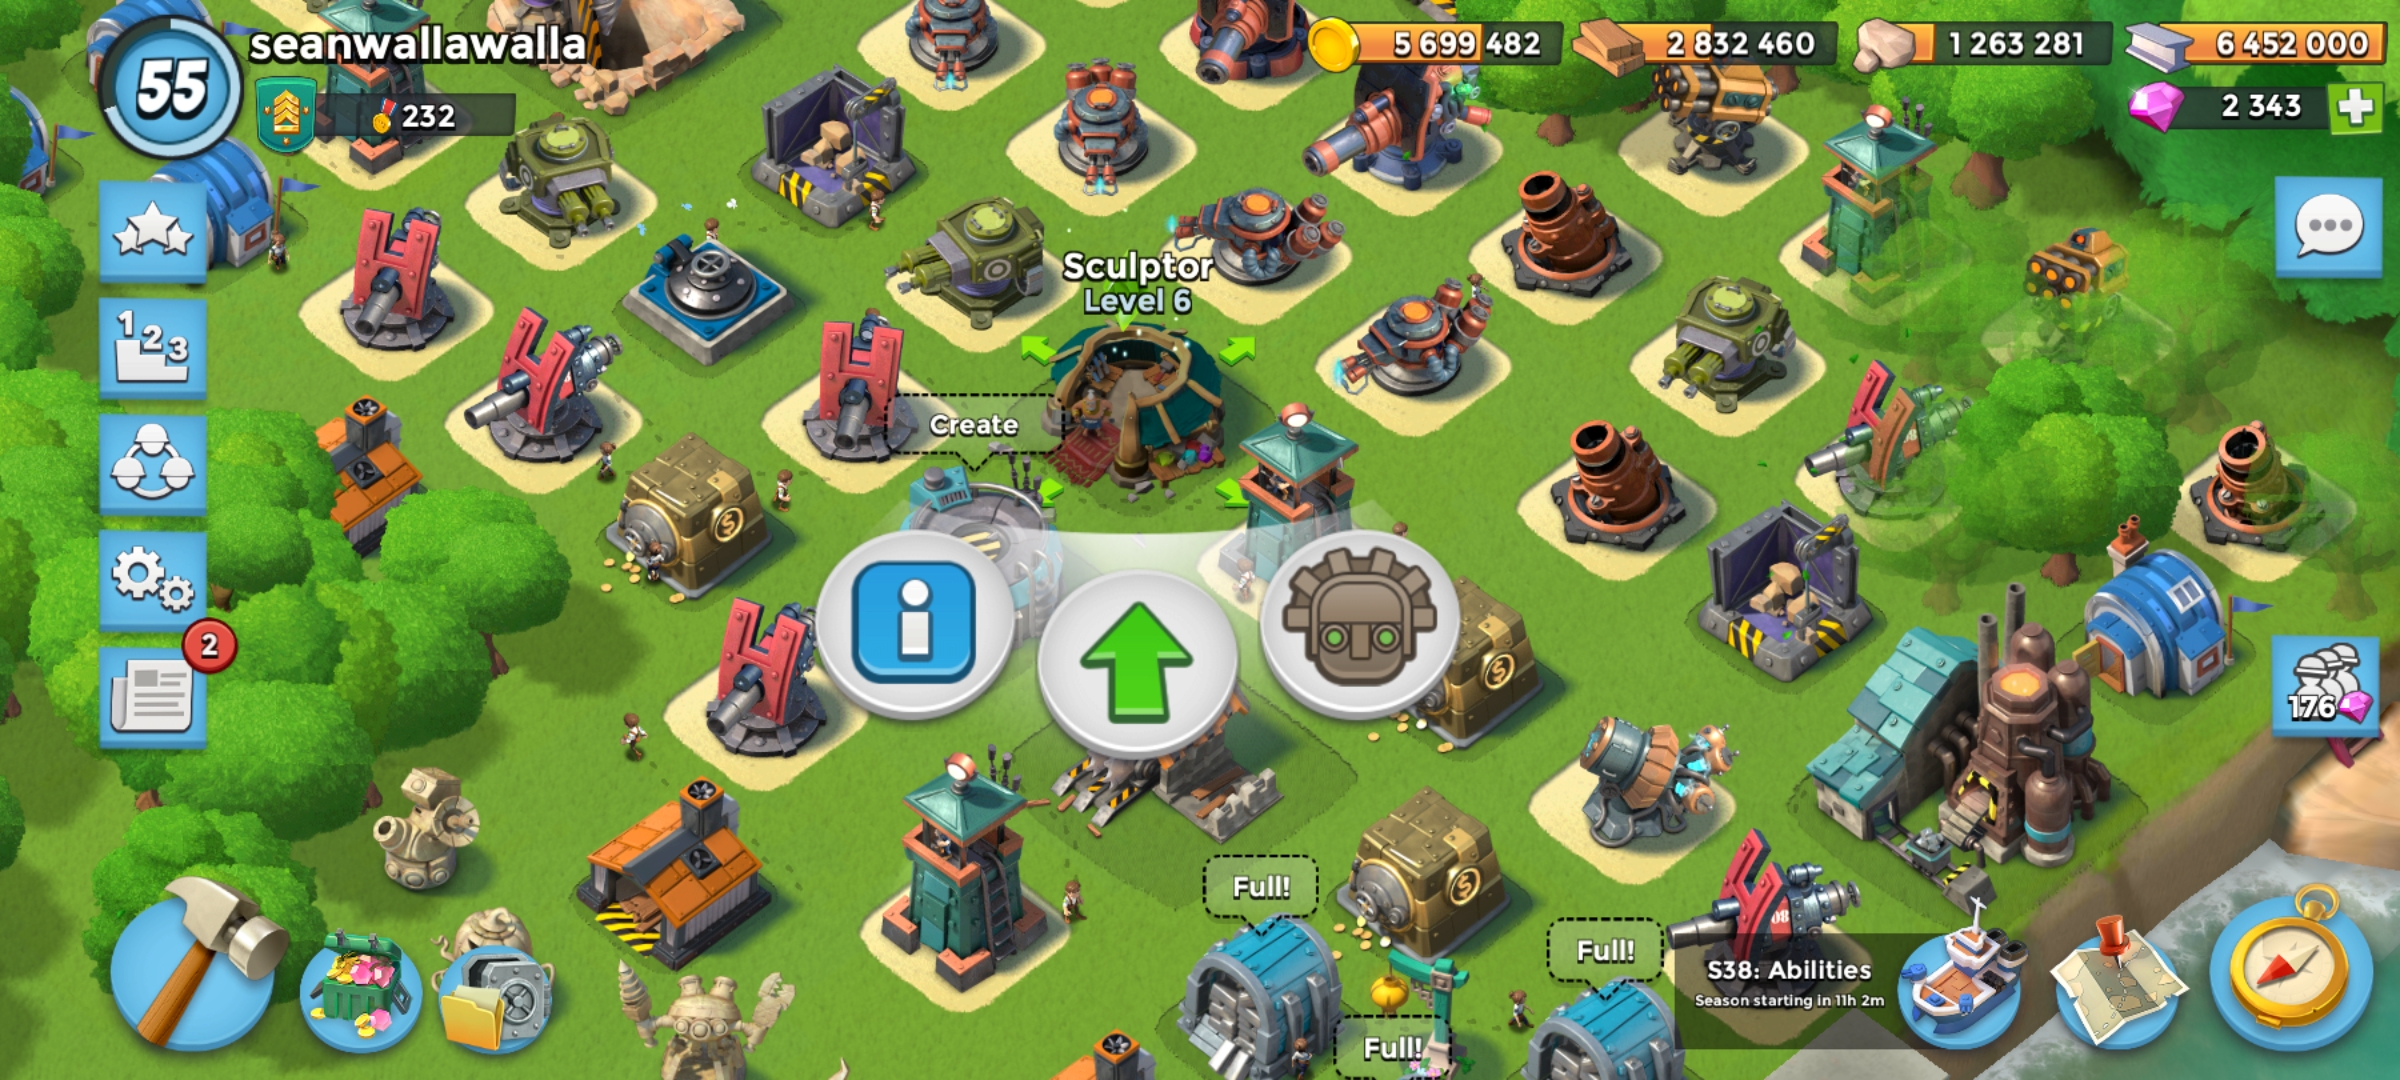 55
seanwallawalla
232
5 699 482
2 832 460
1 263 281
6 452 000
2 343
123
Sculptor
Level 6
Create
2
176
Full!
Full!
Full!
S38: Abilities
Season starting in 11h 2m